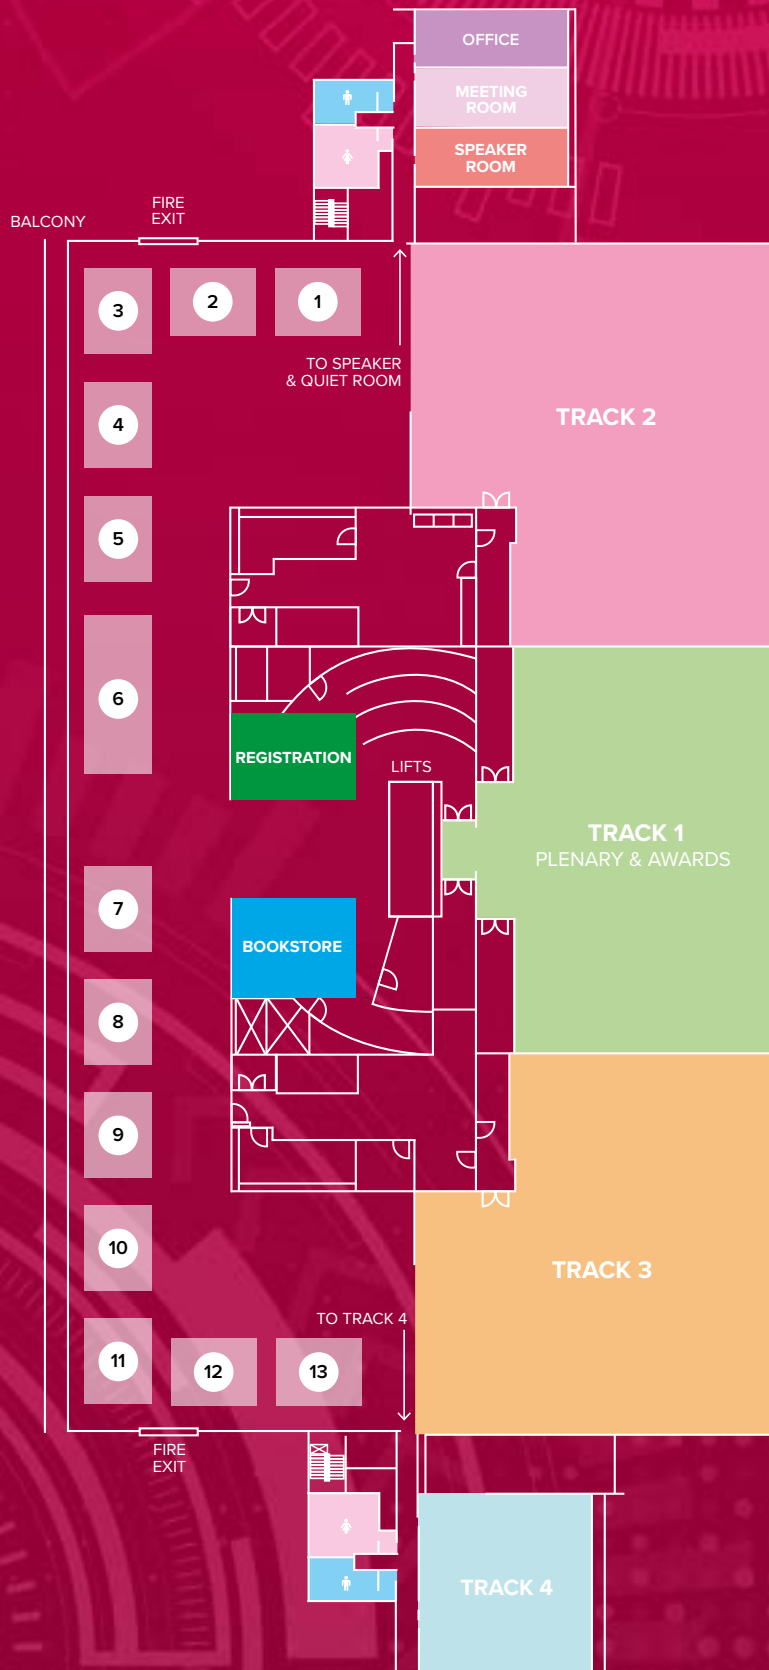 OFFICE
MEETING
ROOM
SPEAKER
ROOM
BALCONY
FIRE
EXIT
3
2
1
TO SPEAKER
& QUIET ROOM
4
TRACK 2
5
6
REGISTRATION
LIFTS
TRACK 1
PLENARY & AWARDS
7
BOOKSTORE
8
9
10
TRACK 3
TO TRACK 4
11
12
13
FIRE
EXIT
TRACK 4